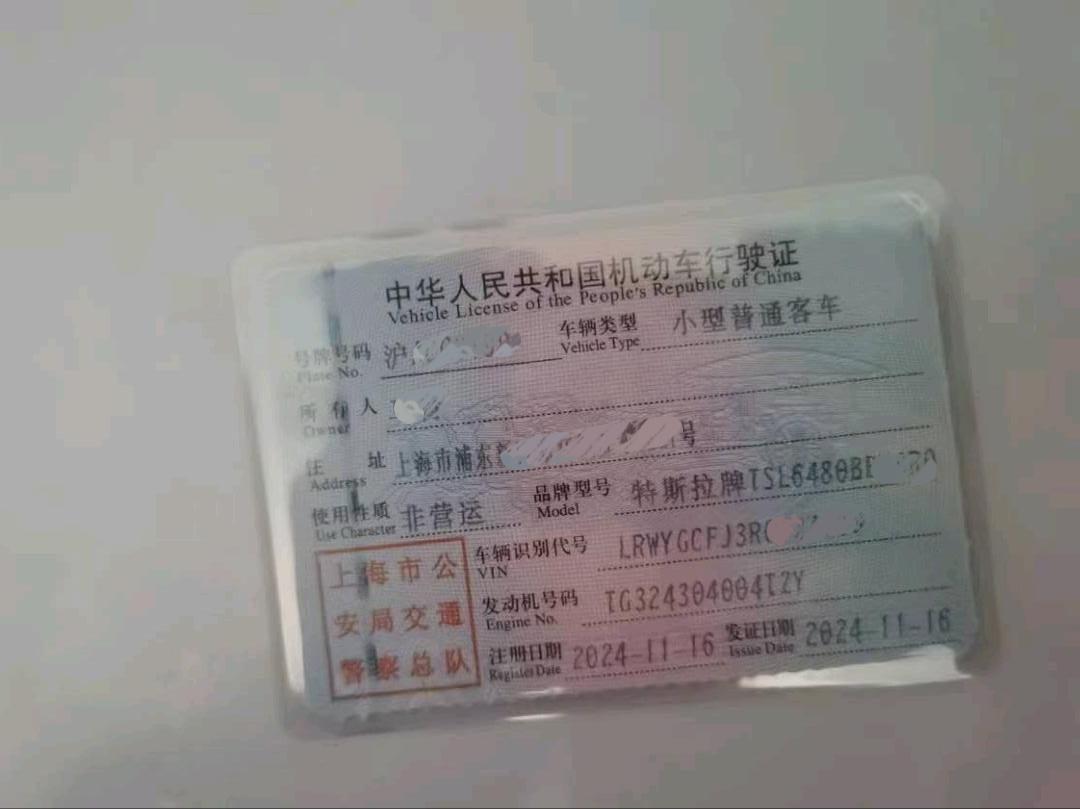 中华人民共和国机动车行驶证
Vehicle License of the People's Republic of China
号牌号码 沪 车辆类型 小型普通客车
Plate No. Vehicle Type
所有人
Owner
注 址 上海市浦东 号
Address
使用性质 非营运 品牌型号 特斯拉牌TSL6480BE
Use Character Model
车辆识别代号 LRWYGCFJ3R
VIN
发动机号码 TG324304004T2Y
Engine No.
注册日期 2024-11-16 发证日期 2024-11-16
Register Date Issue Date
上海市公
安局交通
警察总队